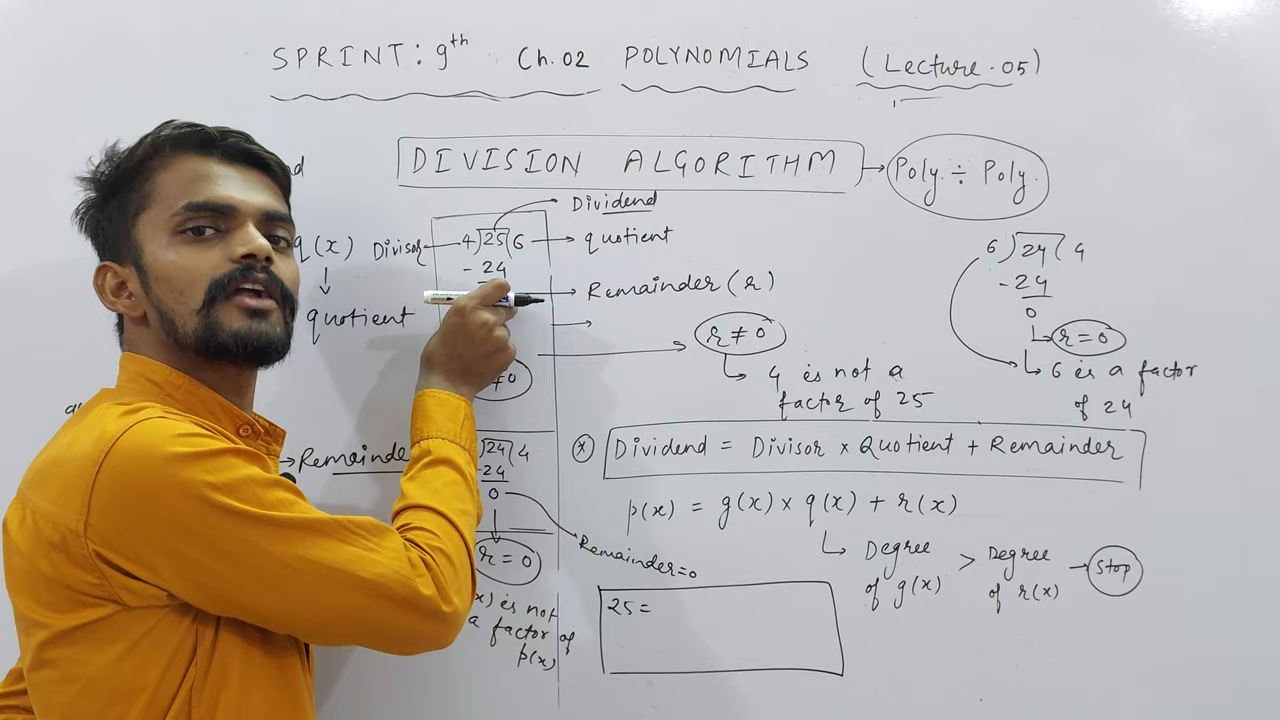 SPRINT: 9th Ch. 02 POLYNOMIALS (Lecture-05)
DIVISION ALGORITHM → Poly. ÷ Poly.
Dividend
q(x) Divisor 4)25(6 → quotient
- 24
↓
quotient
→ Remainder (r)
→
r ≠ 0
↳ 4 is not a
factor of 25
≠0
6)24(4
- 24
0
↳ r = 0
↳ 6 is a factor
of 24
→ Remainde
24(4
24
0
Remainder=0
r = 0
x) is not
a factor of
p(x)
* Dividend = Divisor × Quotient + Remainder
p(x) = g(x) × q(x) + r(x)
↳ Degree of g(x) > Degree of r(x) → Stop
25 =